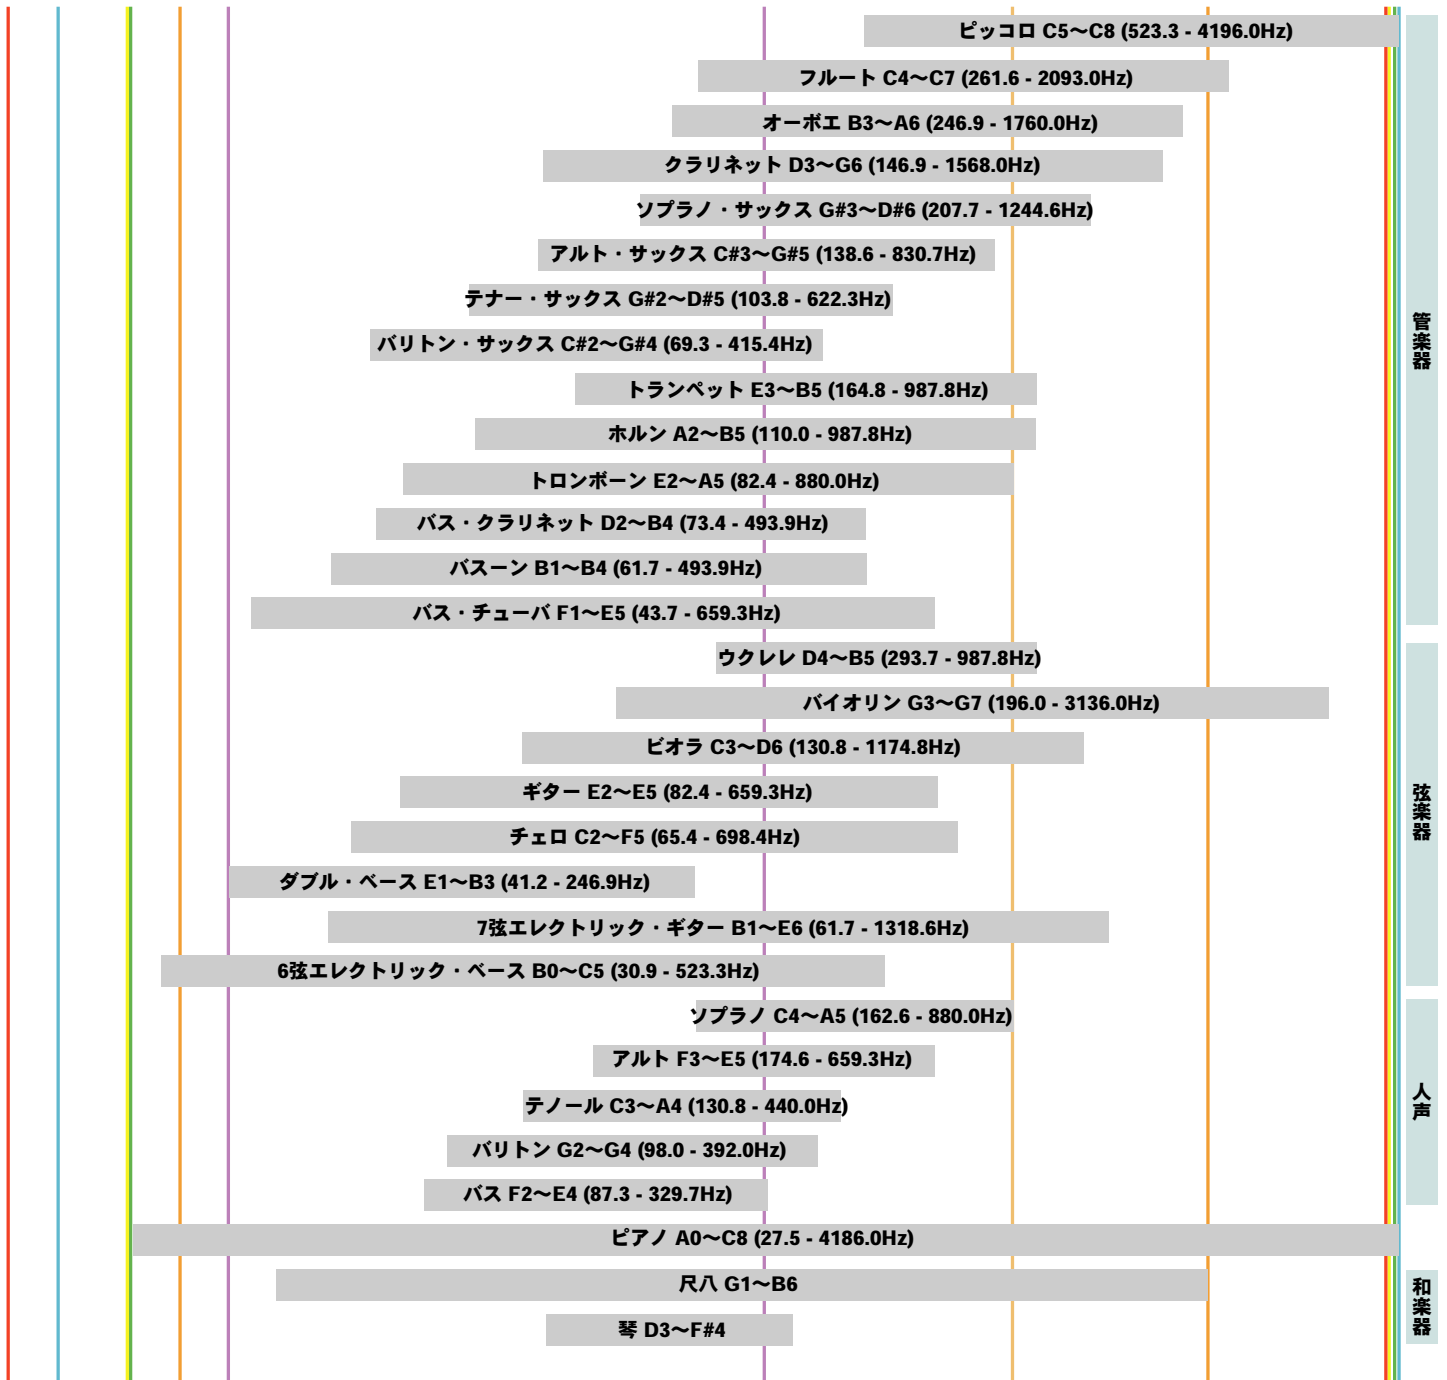 ピッコロ C5〜C8 (523.3 - 4196.0Hz)
フルート C4〜C7 (261.6 - 2093.0Hz)
オーボエ B3〜A6 (246.9 - 1760.0Hz)
クラリネット D3〜G6 (146.9 - 1568.0Hz)
ソプラノ・サックス G#3〜D#6 (207.7 - 1244.6Hz)
アルト・サックス C#3〜G#5 (138.6 - 830.7Hz)
テナー・サックス G#2〜D#5 (103.8 - 622.3Hz)
バリトン・サックス C#2〜G#4 (69.3 - 415.4Hz)
トランペット E3〜B5 (164.8 - 987.8Hz)
ホルン A2〜B5 (110.0 - 987.8Hz)
トロンボーン E2〜A5 (82.4 - 880.0Hz)
バス・クラリネット D2〜B4 (73.4 - 493.9Hz)
バスーン B1〜B4 (61.7 - 493.9Hz)
バス・チューバ F1〜E5 (43.7 - 659.3Hz)
管楽器
ウクレレ D4〜B5 (293.7 - 987.8Hz)
バイオリン G3〜G7 (196.0 - 3136.0Hz)
ビオラ C3〜D6 (130.8 - 1174.8Hz)
ギター E2〜E5 (82.4 - 659.3Hz)
チェロ C2〜F5 (65.4 - 698.4Hz)
ダブル・ベース E1〜B3 (41.2 - 246.9Hz)
7弦エレクトリック・ギター B1〜E6 (61.7 - 1318.6Hz)
6弦エレクトリック・ベース B0〜C5 (30.9 - 523.3Hz)
弦楽器
ソプラノ C4〜A5 (162.6 - 880.0Hz)
アルト F3〜E5 (174.6 - 659.3Hz)
テノール C3〜A4 (130.8 - 440.0Hz)
バリトン G2〜G4 (98.0 - 392.0Hz)
バス F2〜E4 (87.3 - 329.7Hz)
人声
ピアノ A0〜C8 (27.5 - 4186.0Hz)
尺八 G1〜B6
琴 D3〜F#4
和楽器